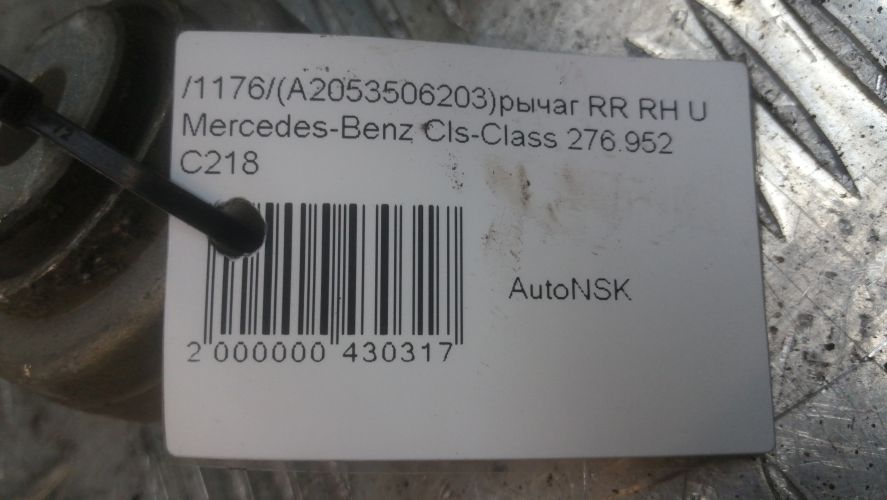 /1176/(A2053506203)рычаг RR RH U
Mercedes-Benz Cls-Class 276.952
C218
AutoNSK
2 000000 430317